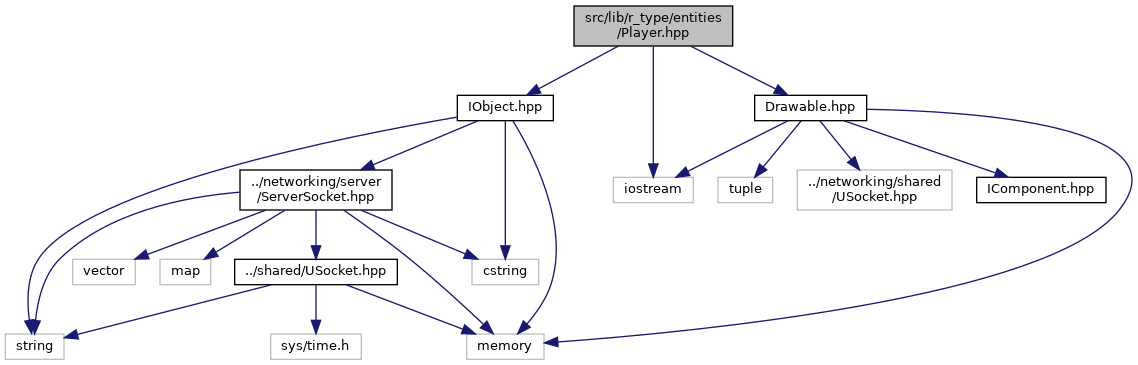 src/lib/r_type/entities
/Player.hpp
IObject.hpp
Drawable.hpp
../networking/server
/ServerSocket.hpp
iostream
tuple
../networking/shared
/USocket.hpp
IComponent.hpp
vector
map
../shared/USocket.hpp
cstring
string
sys/time.h
memory